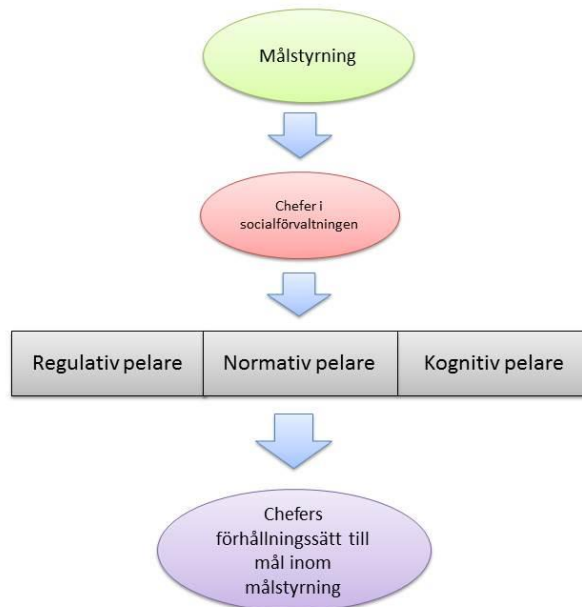 Målstyrning
Chefer i
socialförvaltningen
Regulativ pelare
Normativ pelare
Kognitiv pelare
Chefers
förhållningssätt till
mål inom
målstyrning